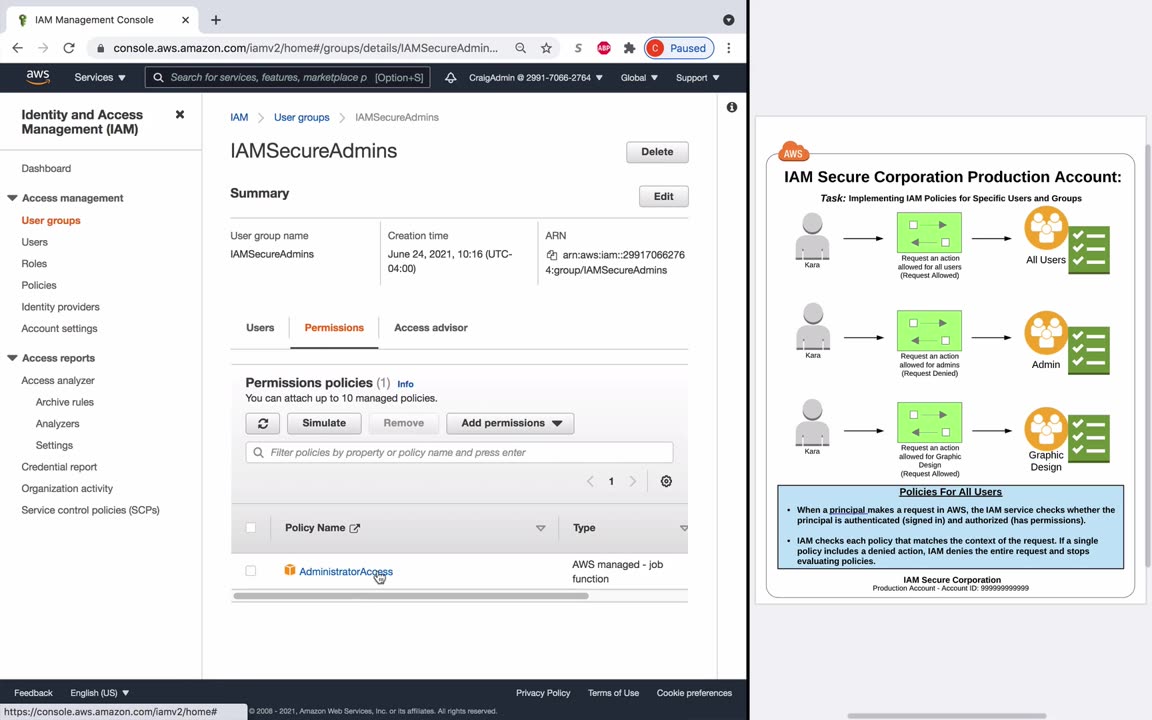 IAM Management Console
console.aws.amazon.com/iamv2/home#/groups/details/IAMSecureAdmin...
S
ABP
C Paused
aws
Services
Search for services, features, marketplace p [Option+S]
CraigAdmin @ 2991-7066-2764
Global
Support
Identity and Access
Management (IAM)
Dashboard
Access management
User groups
Users
Roles
Policies
Identity providers
Account settings
Access reports
Access analyzer
Archive rules
Analyzers
Settings
Credential report
Organization activity
Service control policies (SCPs)
IAM > User groups > IAMSecureAdmins
IAMSecureAdmins
Delete
Summary
Edit
User group name
IAMSecureAdmins
Creation time
June 24, 2021, 10:16 (UTC-
04:00)
ARN
arn:aws:iam::29917066276
4:group/IAMSecureAdmins
Users
Permissions
Access advisor
Permissions policies (1) Info
You can attach up to 10 managed policies.
Simulate
Remove
Add permissions
Filter policies by property or policy name and press enter
1
Policy Name
Type
AdministratorAccess
AWS managed - job
function
Feedback
English (US)
Privacy Policy
Terms of Use
Cookie preferences
https://console.aws.amazon.com/iamv2/home#
© 2008 - 2021, Amazon Web Services, Inc. or its affiliates. All rights reserved.
AWS
IAM Secure Corporation Production Account:
Task: Implementing IAM Policies for Specific Users and Groups
Kara
Request an action
allowed for all users
(Request Allowed)
All Users
Kara
Request an action
allowed for admins
(Request Denied)
Admin
Kara
Request an action
allowed for Graphic
Design
(Request Allowed)
Graphic
Design
Policies For All Users
• When a principal makes a request in AWS, the IAM service checks whether the
principal is authenticated (signed in) and authorized (has permissions).
• IAM checks each policy that matches the context of the request. If a single
policy includes a denied action, IAM denies the entire request and stops
evaluating policies.
IAM Secure Corporation
Production Account - Account ID: 999999999999